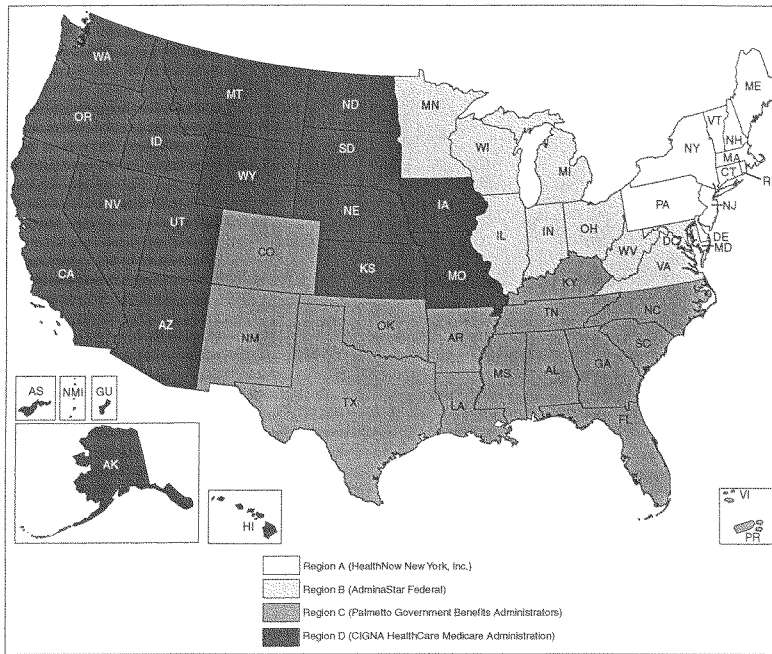 WA
OR
ID
MT
ND
MN
WY
SD
NV
UT
NE
IA
WI
MI
IL
IN
OH
CA
CO
KS
MO
KY
WV
VA
PA
NY
VT
NH
ME
MA
CT
NJ
DE
MD
DC
AZ
NM
OK
AR
TN
NC
SC
TX
LA
MS
AL
GA
FL
AS
NMI
GU
AK
HI
VI
PR
Region A (HealthNow New York, Inc.)
Region B (AdminaStar Federal)
Region C (Palmetto Government Benefits Administrators)
Region D (CIGNA HealthCare Medicare Administration)